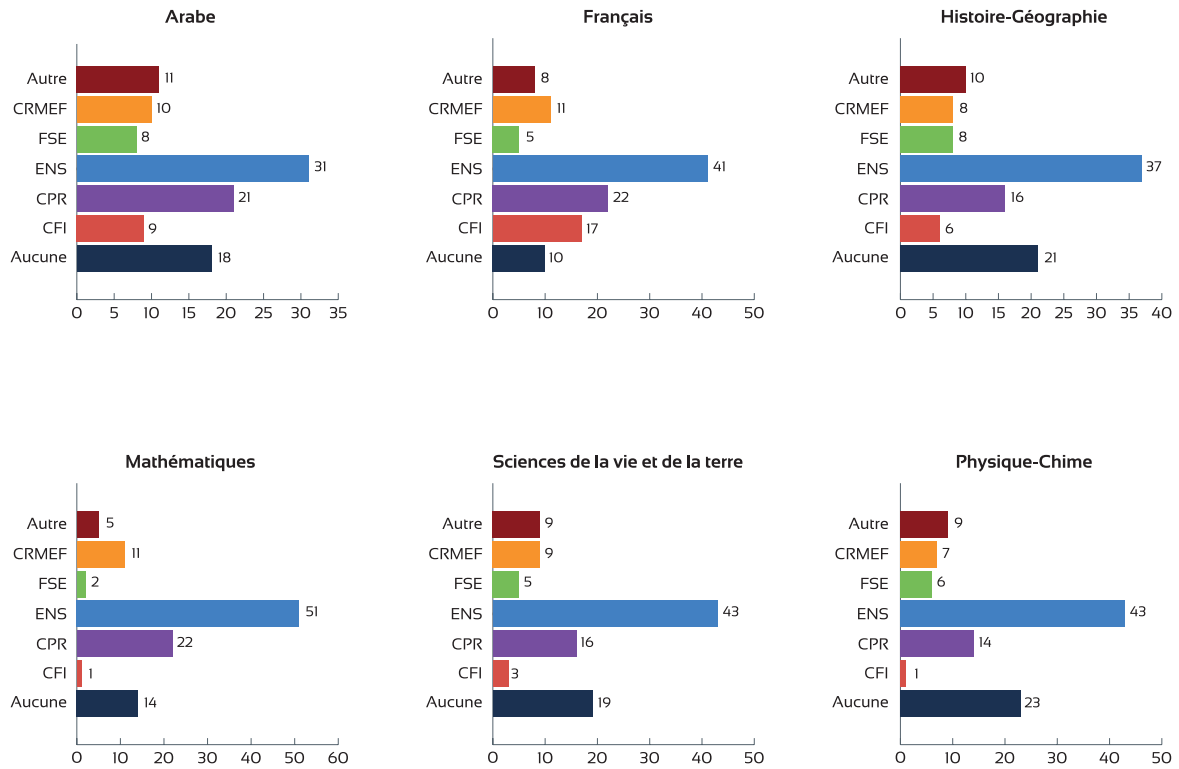 Arabe
Autre 11
CRMEF 10
FSE 8
ENS 31
CPR 21
CFI 9
Aucune 18
0 5 10 15 20 25 30 35
Français
Autre 8
CRMEF 11
FSE 5
ENS 41
CPR 22
CFI 17
Aucune 10
0 10 20 30 40 50
Histoire-Géographie
Autre 10
CRMEF 8
FSE 8
ENS 37
CPR 16
CFI 6
Aucune 21
0 5 10 15 20 25 30 35 40
Mathématiques
Autre 5
CRMEF 11
FSE 2
ENS 51
CPR 22
CFI 1
Aucune 14
0 10 20 30 40 50 60
Sciences de la vie et de la terre
Autre 9
CRMEF 9
FSE 5
ENS 43
CPR 16
CFI 3
Aucune 19
0 10 20 30 40 50
Physique-Chime
Autre 9
CRMEF 7
FSE 6
ENS 43
CPR 14
CFI 1
Aucune 23
0 10 20 30 40 50